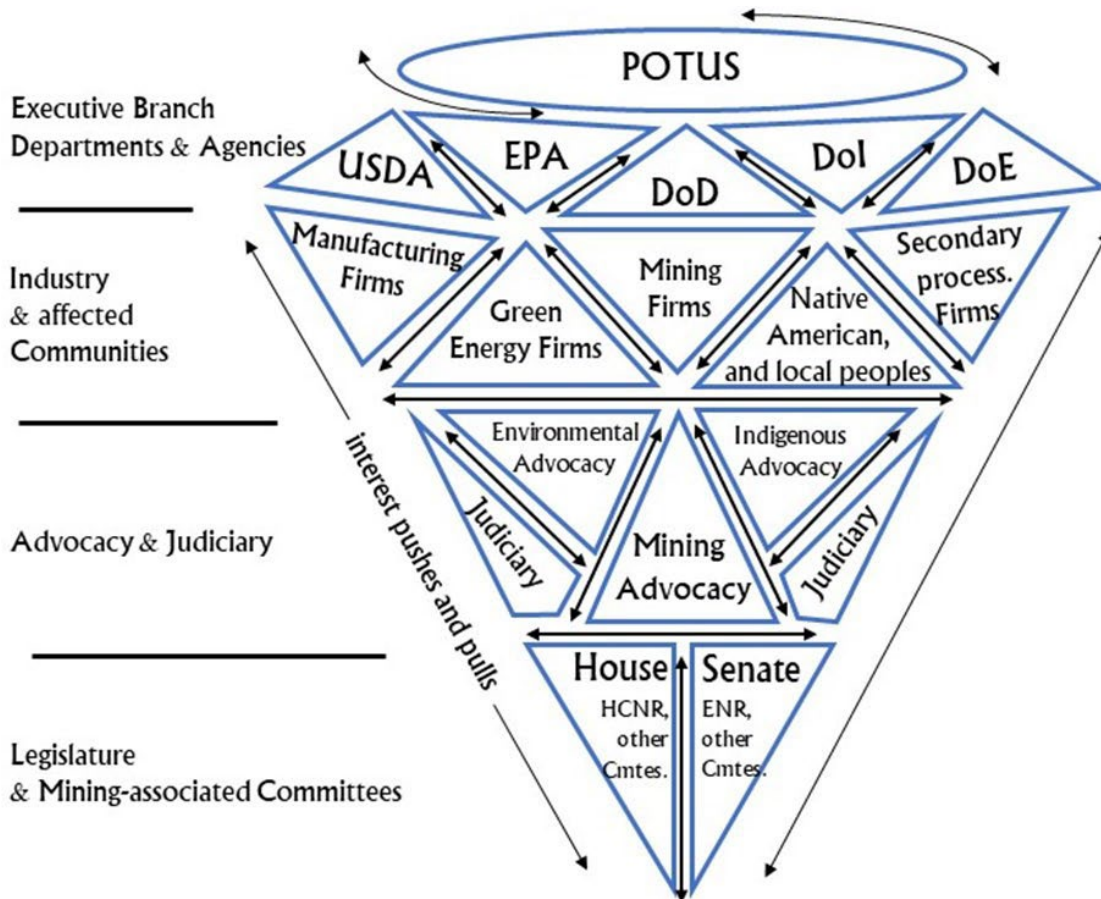 POTUS
Executive Branch
Departments & Agencies
USDA
EPA
DoD
DoI
DoE
Industry
& affected
Communities
Manufacturing
Firms
Green
Energy Firms
Mining
Firms
Native
American,
and local peoples
Secondary
process.
Firms
interest pushes and pulls
Advocacy & Judiciary
Judiciary
Environmental
Advocacy
Mining
Advocacy
Indigenous
Advocacy
Judiciary
Legislature
& Mining-associated Committees
House
HCNR,
other
Cmtes.
Senate
ENR,
other
Cmtes.